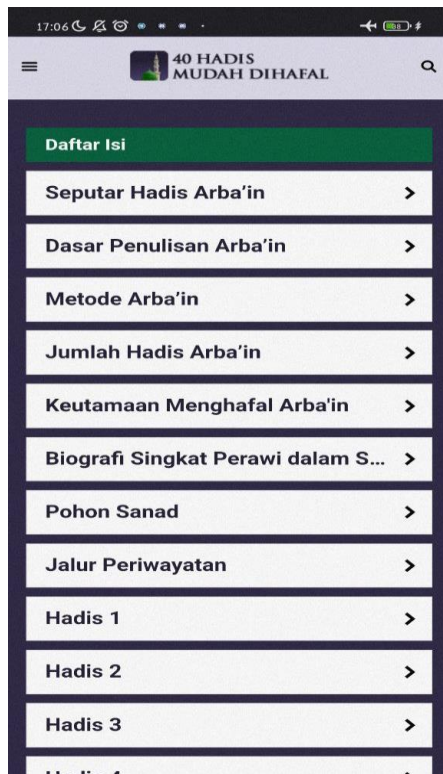 17:06
40 HADIS
MUDAH DIHAFAL
Daftar Isi
Seputar Hadis Arba’in
Dasar Penulisan Arba’in
Metode Arba’in
Jumlah Hadis Arba’in
Keutamaan Menghafal Arba'in
Biografi Singkat Perawi dalam S...
Pohon Sanad
Jalur Periwayatan
Hadis 1
Hadis 2
Hadis 3